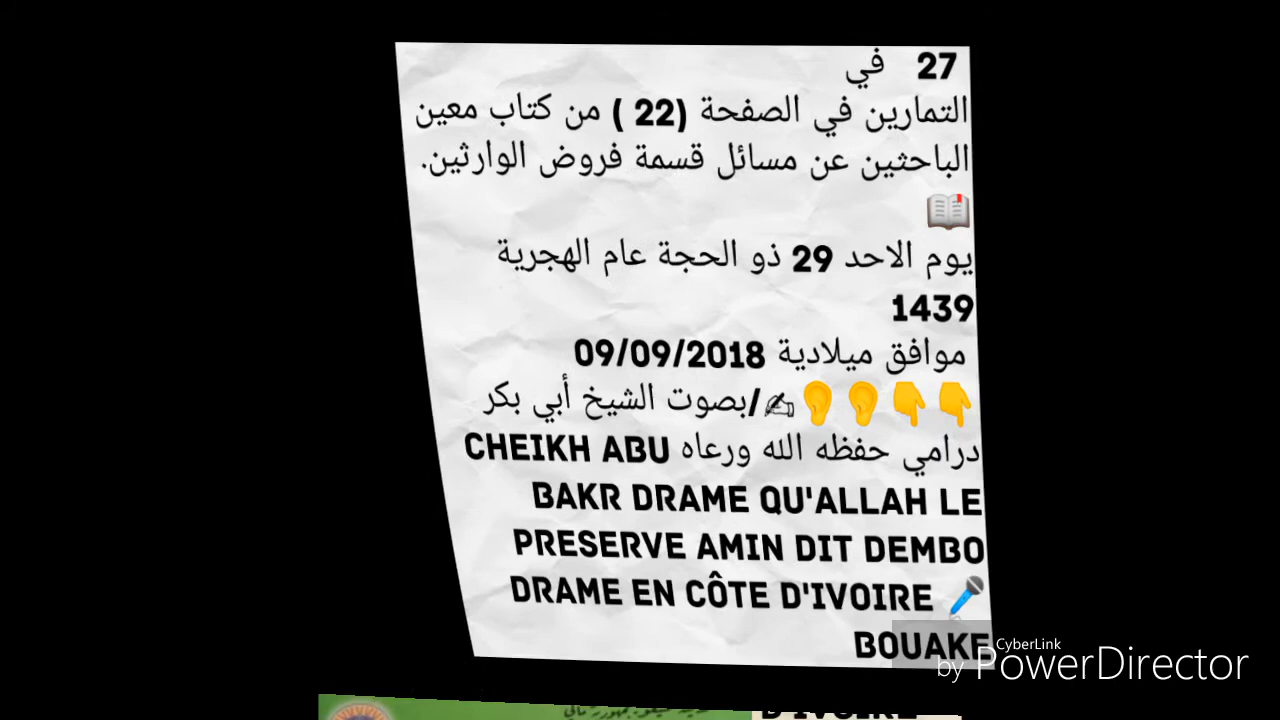 27 في
التمارين في الصفحة (22 ) من كتاب معين
الباحثين عن مسائل قسمة فروض الوارثين.
📖
يوم الاحد 29 ذو الحجة عام الهجرية
1439
موافق ميلادية 09/09/2018
👇👇👂👂✍/بصوت الشيخ أبي بكر
درامي حفظه الله ورعاه CHEIKH ABU
BAKR DRAME QU'ALLAH LE
PRESERVE AMIN DIT DEMBO
DRAME EN CÔTE D'IVOIRE 🎤
BOUAKE
CyberLink
by PowerDirector
D'IVOIRE